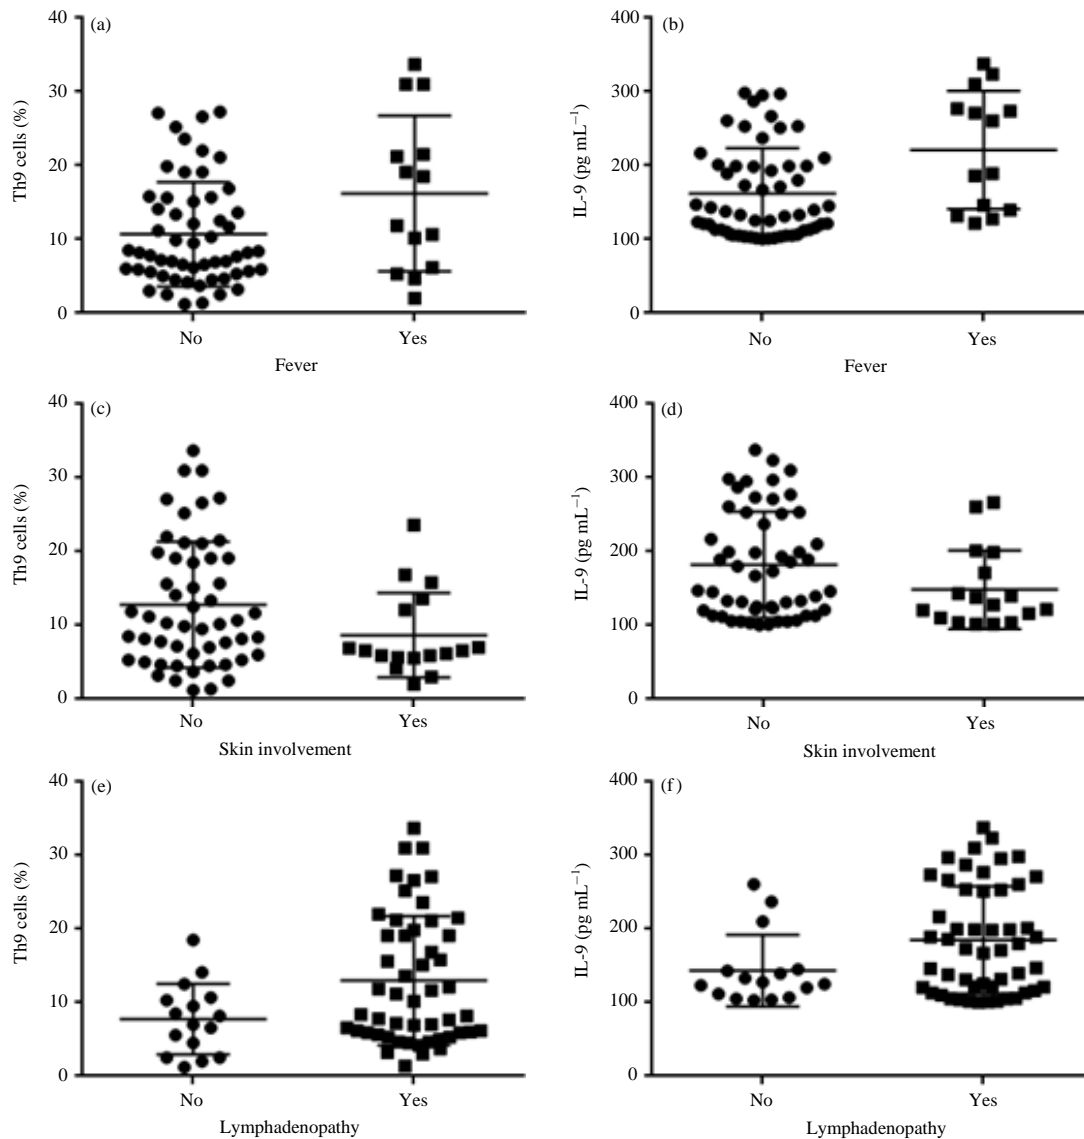 (a)
Th9 cells (%)
40
30
20
10
0
No
Yes
Fever
(b)
IL-9 (pg mL−1)
400
300
200
100
0
No
Yes
Fever
(c)
Th9 cells (%)
40
30
20
10
0
No
Yes
Skin involvement
(d)
IL-9 (pg mL−1)
400
300
200
100
0
No
Yes
Skin involvement
(e)
Th9 cells (%)
40
30
20
10
0
No
Yes
Lymphadenopathy
(f)
IL-9 (pg mL−1)
400
300
200
100
0
No
Yes
Lymphadenopathy